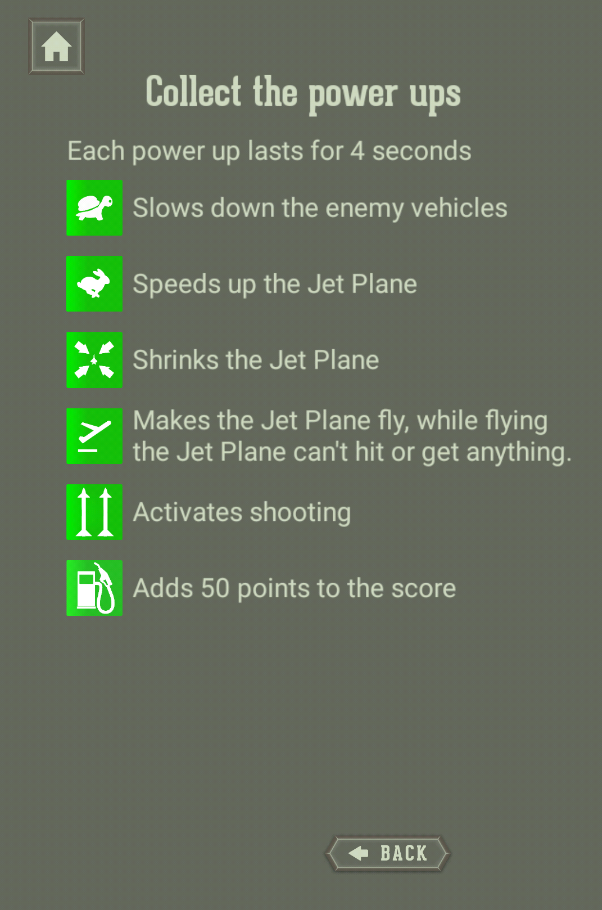 Collect the power ups
Each power up lasts for 4 seconds
Slows down the enemy vehicles
Speeds up the Jet Plane
Shrinks the Jet Plane
Makes the Jet Plane fly, while flying
the Jet Plane can't hit or get anything.
Activates shooting
Adds 50 points to the score
BACK